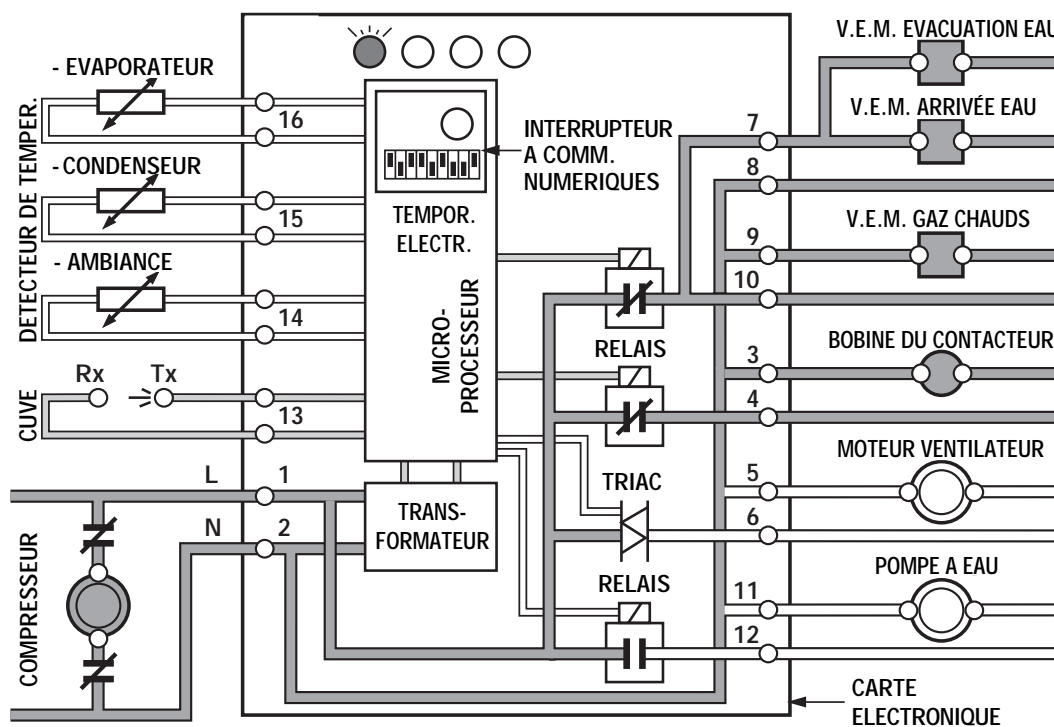 - EVAPORATEUR
16
- CONDENSEUR
15
- AMBIANCE
14
DETECTEUR DE TEMPER.
Rx
Tx
13
CUVE
L
1
N
2
COMPRESSEUR
INTERRUPTEUR
A COMM.
NUMERIQUES
TEMPOR.
ELECTR.
MICRO-
PROCESSEUR
TRANS-
FORMATEUR
RELAIS
TRIAC
RELAIS
V.E.M. EVACUATION EAU
V.E.M. ARRIVÉE EAU
7
8
V.E.M. GAZ CHAUDS
9
10
BOBINE DU CONTACTEUR
3
4
MOTEUR VENTILATEUR
5
6
POMPE A EAU
11
12
CARTE
ELECTRONIQUE